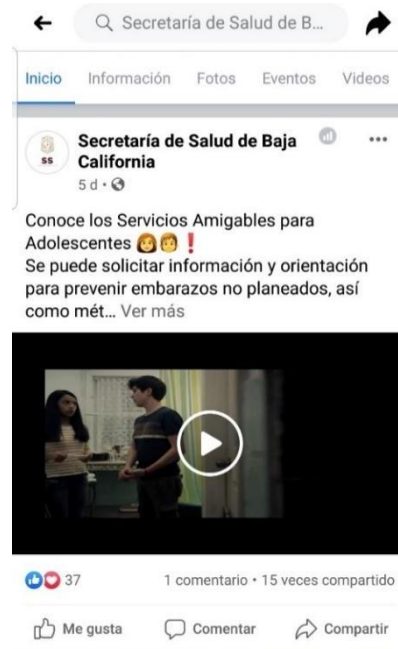 Secretaría de Salud de B...
Inicio Información Fotos Eventos Videos
Secretaría de Salud de Baja
California
SS
5 d •
Conoce los Servicios Amigables para
Adolescentes 👩👨❗
Se puede solicitar información y orientación
para prevenir embarazos no planeados, así
como mét... Ver más
37 1 comentario • 15 veces compartido
Me gusta Comentar Compartir